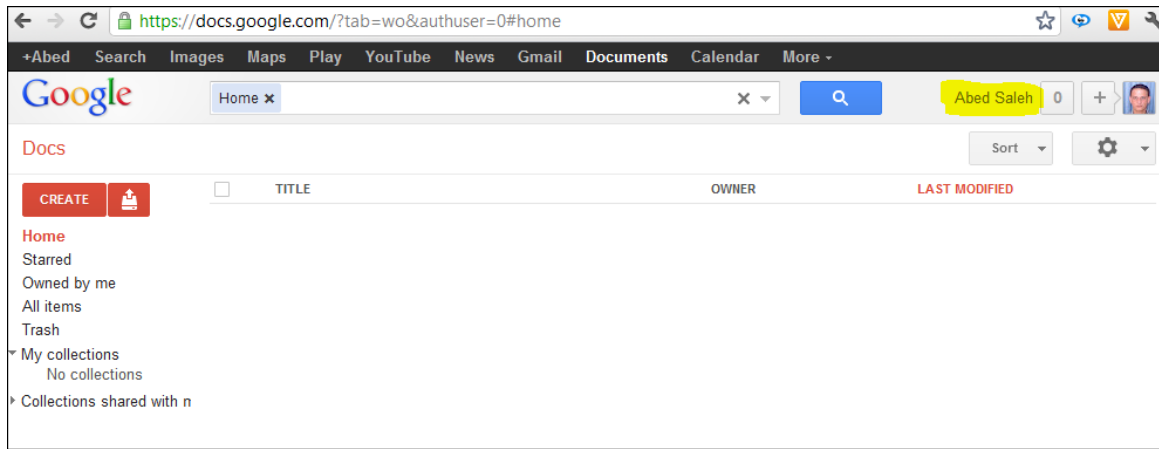 https://docs.google.com/?tab=wo&authuser=0#home
+Abed Search Images Maps Play YouTube News Gmail Documents Calendar More
Google Home x Abed Saleh 0 +
Docs Sort
CREATE TITLE OWNER LAST MODIFIED
Home
Starred
Owned by me
All items
Trash
My collections
No collections
Collections shared with n